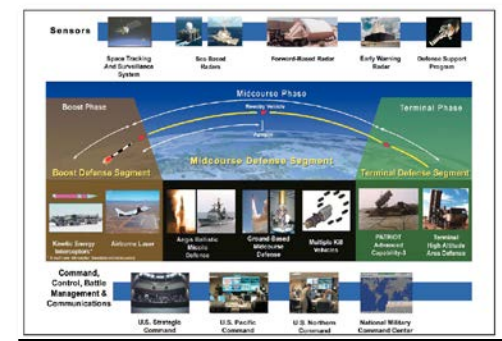 Sensors
Space Tracking
And Surveillance
System
Sea-Based
Radars
Forward-Based Radar
Early Warning
Radar
Defense Support
Program
Midcourse Phase
Boost Phase
Reentry Vehicle
Terminal Phase
Midcourse Defense Segment
Boost Defense Segment
Terminal Defense Segment
Kinetic Energy
Interceptors*
Airborne Laser
Aegis Ballistic
Missile
Defense
Ground-Based
Midcourse
Defense
Multiple Kill
Vehicles
PATRIOT
Advanced
Capability-3
Terminal
High Altitude
Area Defense
Command,
Control, Battle
Management &
Communications
U.S. Strategic
Command
U.S. Pacific
Command
U.S. Northern
Command
National Military
Command Center